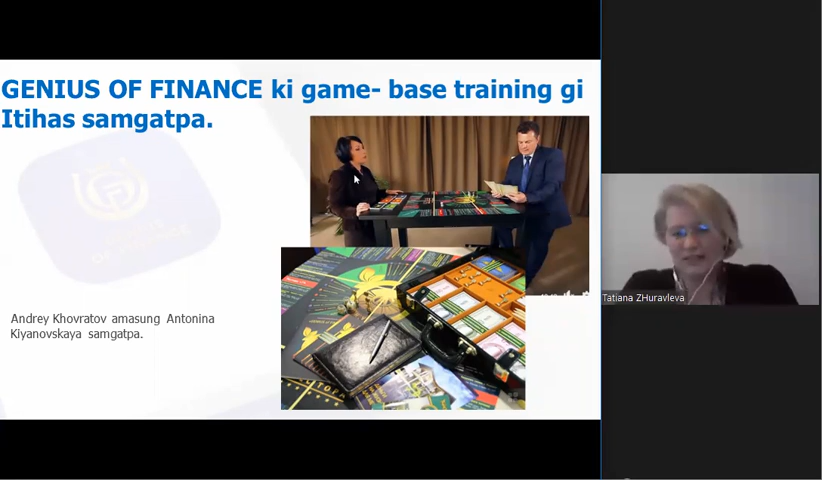 GENIUS OF FINANCE ki game- base training gi
Itihas samgatpa.
Andrey Khovratov amasung Antonina
Kiyanovskaya samgatpa.
Tatiana ZHuravleva